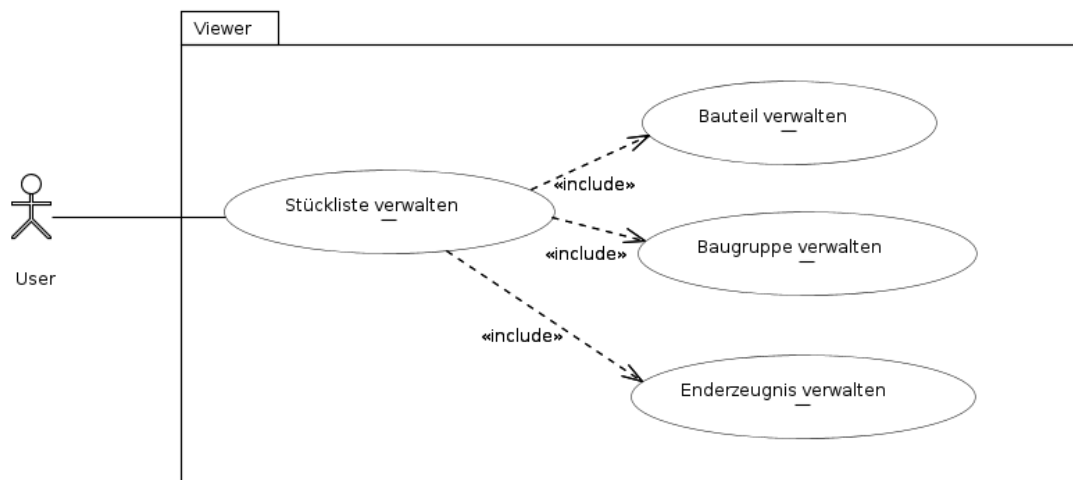 Viewer
Bauteil verwalten
«include»
Stückliste verwalten
Baugruppe verwalten
«include»
User
«include»
Enderzeugnis verwalten